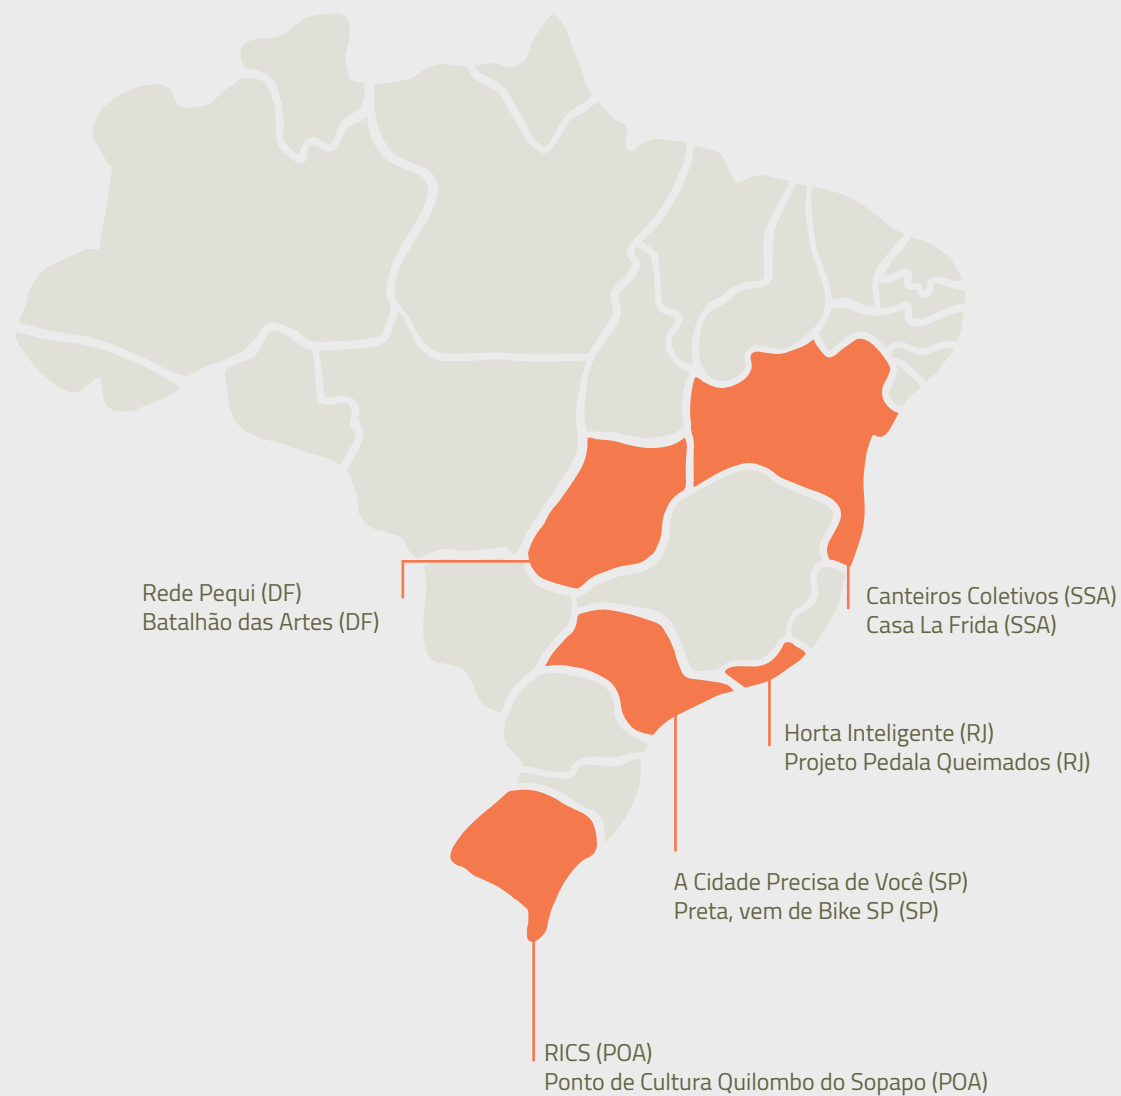 Rede Pequi (DF)
Batalhão das Artes (DF)
Canteiros Coletivos (SSA)
Casa La Frida (SSA)
Horta Inteligente (RJ)
Projeto Pedala Queimados (RJ)
A Cidade Precisa de Você (SP)
Preta, vem de Bike SP (SP)
RICS (POA)
Ponto de Cultura Quilombo do Sopapo (POA)